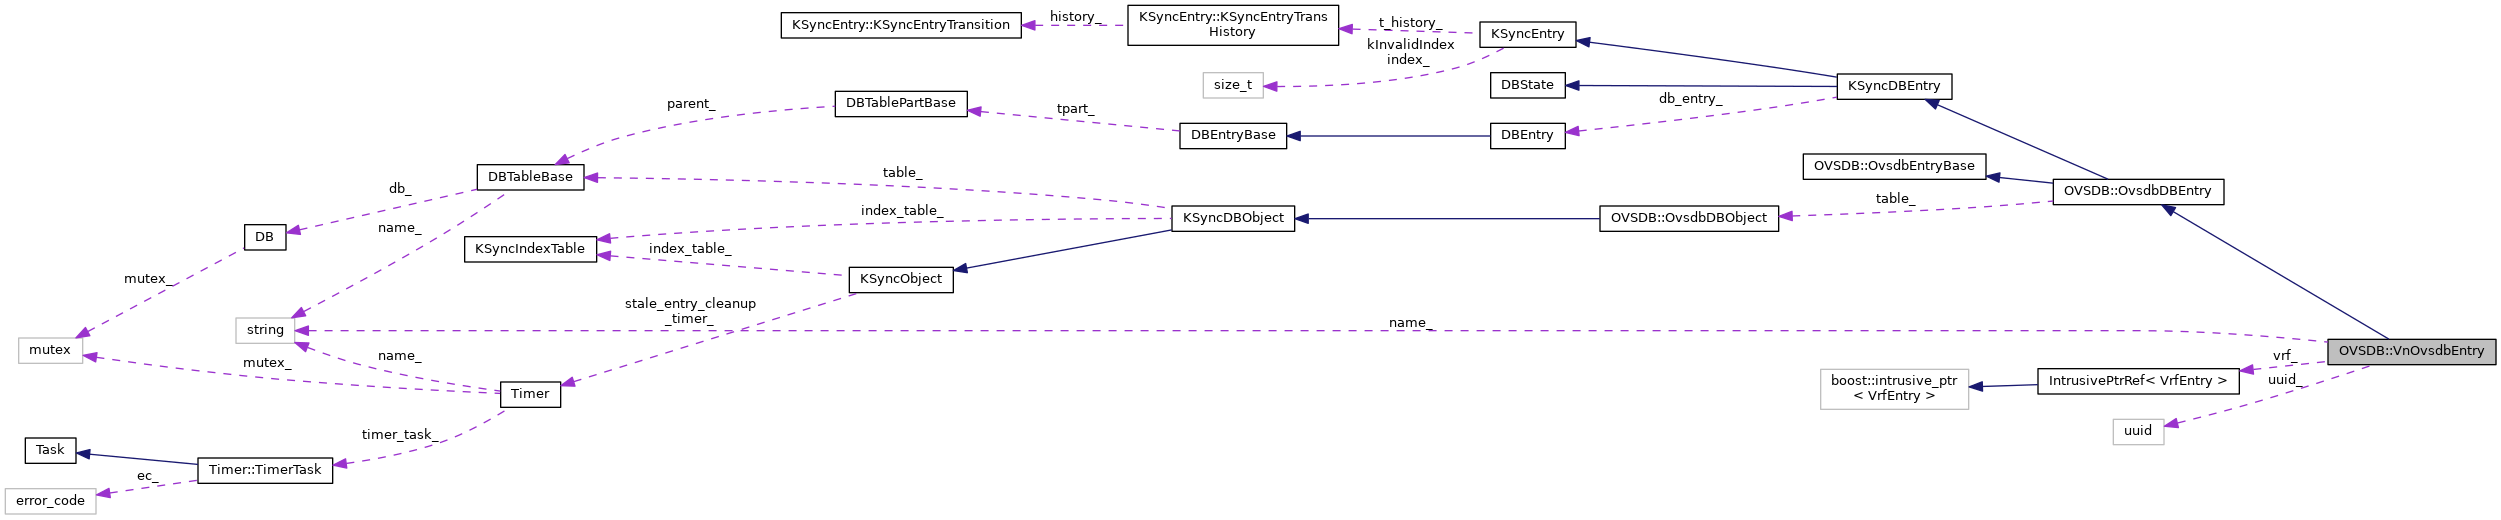 KSyncEntry::KSyncEntryTransition
history_
KSyncEntry::KSyncEntryTrans
History
t_history_
KSyncEntry
kInvalidIndex
index_
size_t
DBState
KSyncDBEntry
db_entry_
DBTablePartBase
parent_
tpart_
DBEntryBase
DBEntry
OVSDB::OvsdbEntryBase
DBTableBase
table_
db_
OVSDB::OvsdbDBEntry
table_
index_table_
KSyncDBObject
OVSDB::OvsdbDBObject
name_
DB
KSyncIndexTable
index_table_
KSyncObject
mutex_
stale_entry_cleanup
_timer_
string
name_
mutex
name_
mutex_
OVSDB::VnOvsdbEntry
vrf_
uuid_
boost::intrusive_ptr
< VrfEntry >
IntrusivePtrRef< VrfEntry >
Timer
uuid
timer_task_
Task
Timer::TimerTask
ec_
error_code